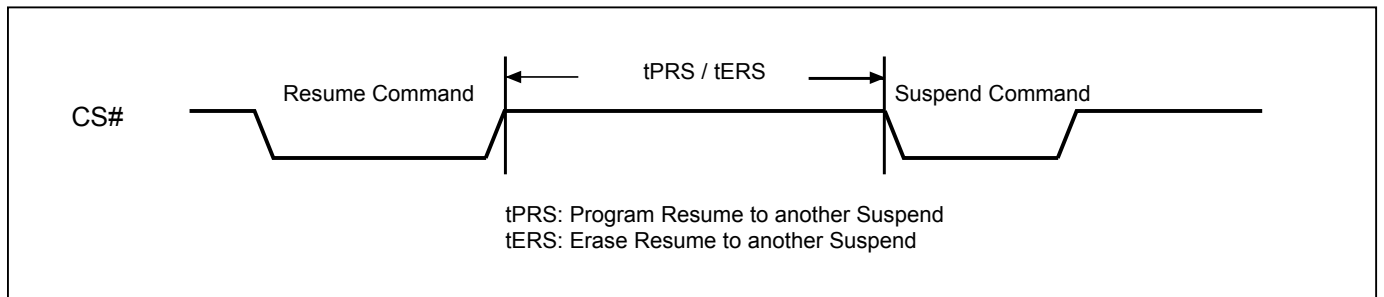 tPRS / tERS
Resume Command
Suspend Command
CS#
tPRS: Program Resume to another Suspend
tERS: Erase Resume to another Suspend